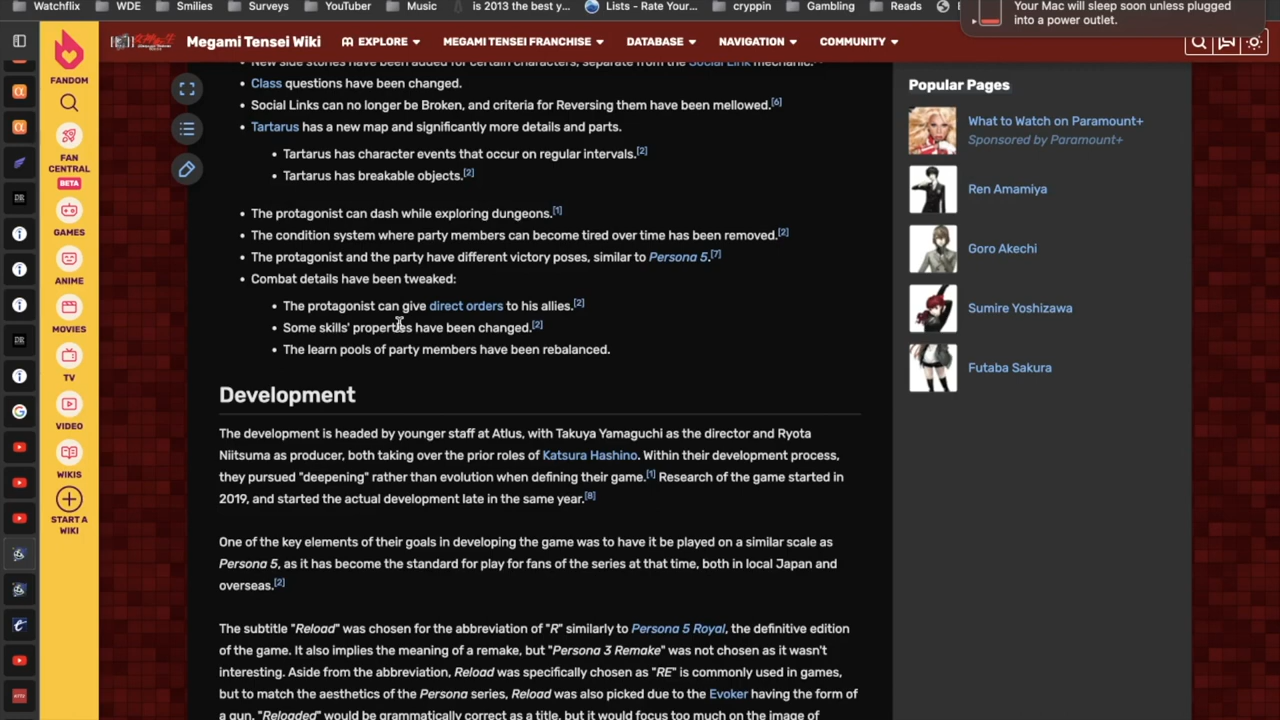 Watchflix WDE Smilies Surveys YouTuber Music is 2013 the best y... Lists - Rate Your... cryppin Gambling Reads
Your Mac will sleep soon unless plugged
into a power outlet.
FANDOM
FAN
CENTRAL
BETA
GAMES
ANIME
MOVIES
TV
VIDEO
WIKIS
START A
WIKI
Megami Tensei Wiki EXPLORE MEGAMI TENSEI FRANCHISE DATABASE NAVIGATION COMMUNITY
New side stories have been added for certain characters, separate from the Social Link mechanic.
• Class questions have been changed.
• Social Links can no longer be Broken, and criteria for Reversing them have been mellowed.[6]
• Tartarus has a new map and significantly more details and parts.
• Tartarus has character events that occur on regular intervals.[2]
• Tartarus has breakable objects.[2]
• The protagonist can dash while exploring dungeons.[1]
• The condition system where party members can become tired over time has been removed.[2]
• The protagonist and the party have different victory poses, similar to Persona 5.[7]
• Combat details have been tweaked:
• The protagonist can give direct orders to his allies.[2]
• Some skills' properties have been changed.[2]
• The learn pools of party members have been rebalanced.
Development
The development is headed by younger staff at Atlus, with Takuya Yamaguchi as the director and Ryota
Niitsuma as producer, both taking over the prior roles of Katsura Hashino. Within their development process,
they pursued "deepening" rather than evolution when defining their game.[1] Research of the game started in
2019, and started the actual development late in the same year.[8]
One of the key elements of their goals in developing the game was to have it be played on a similar scale as
Persona 5, as it has become the standard for play for fans of the series at that time, both in local Japan and
overseas.[2]
The subtitle "Reload" was chosen for the abbreviation of "R" similarly to Persona 5 Royal, the definitive edition
of the game. It also implies the meaning of a remake, but "Persona 3 Remake" was not chosen as it wasn't
interesting. Aside from the abbreviation, Reload was specifically chosen as "RE" is commonly used in games,
but to match the aesthetics of the Persona series, Reload was also picked due to the Evoker having the form of
a gun. "Reloaded" would be grammatically correct as a title, but it would focus too much on the image of
Popular Pages
What to Watch on Paramount+
Sponsored by Paramount+
Ren Amamiya
Goro Akechi
Sumire Yoshizawa
Futaba Sakura